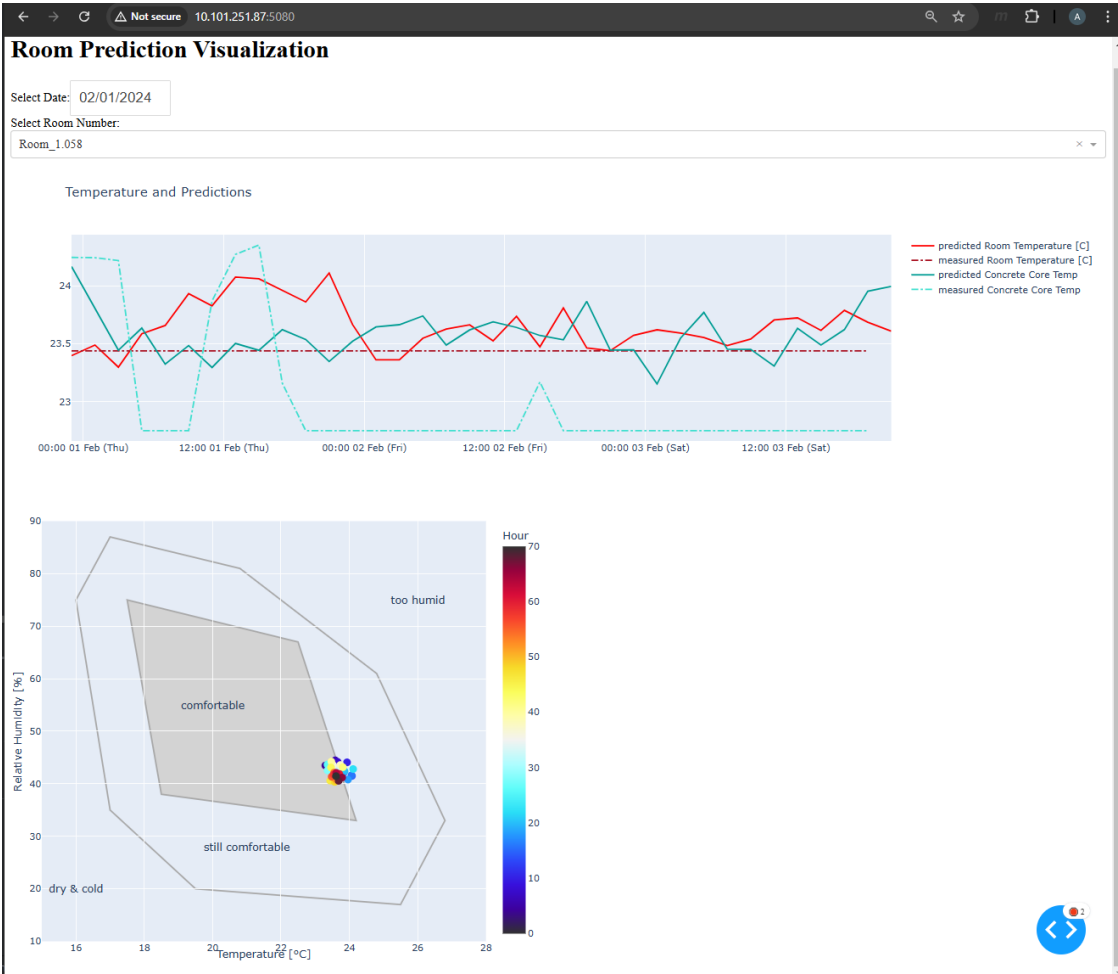 Not secure 10.101.251.87:5080
A
Room Prediction Visualization
Select Date: 02/01/2024
Select Room Number:
Room_1.058
Temperature and Predictions
predicted Room Temperature [C]
measured Room Temperature [C]
predicted Concrete Core Temp
measured Concrete Core Temp
24
23.5
23
00:00 01 Feb (Thu) 12:00 01 Feb (Thu) 00:00 02 Feb (Fri) 12:00 02 Feb (Fri) 00:00 03 Feb (Sat) 12:00 03 Feb (Sat)
90
80
70
60
50
40
30
20
10
Relative Humidity [%]
too humid
comfortable
still comfortable
dry & cold
16 18 20 22 24 26 28
Temperature [°C]
Hour
70
60
50
40
30
20
10
0
2